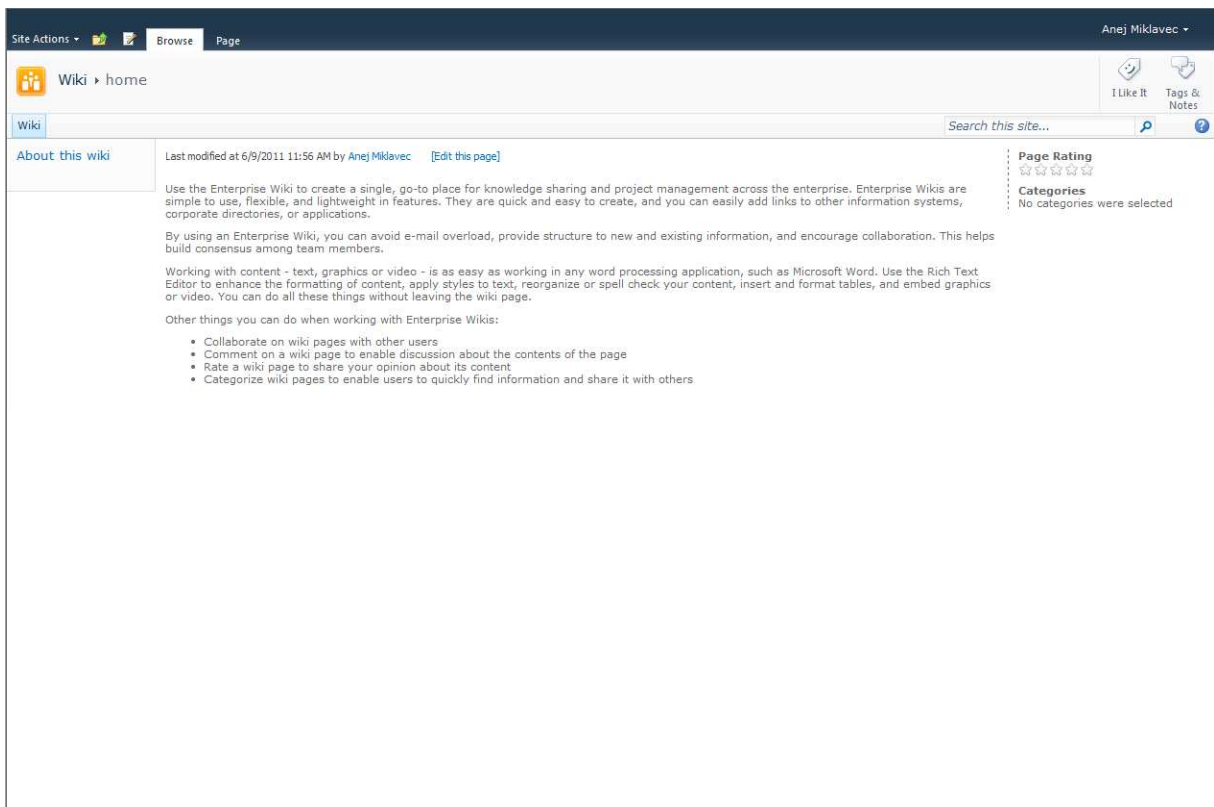 Anej Miklavec
Site Actions Browse Page
Wiki ▸ home
I Like It
Tags &
Notes
Wiki
Search this site...
About this wiki
Last modified at 6/9/2011 11:56 AM by Anej Miklavec [Edit this page]
Use the Enterprise Wiki to create a single, go-to place for knowledge sharing and project management across the enterprise. Enterprise Wikis are
simple to use, flexible, and lightweight in features. They are quick and easy to create, and you can easily add links to other information systems,
corporate directories, or applications.
By using an Enterprise Wiki, you can avoid e-mail overload, provide structure to new and existing information, and encourage collaboration. This helps
build consensus among team members.
Working with content - text, graphics or video - is as easy as working in any word processing application, such as Microsoft Word. Use the Rich Text
Editor to enhance the formatting of content, apply styles to text, reorganize or spell check your content, insert and format tables, and embed graphics
or video. You can do all these things without leaving the wiki page.
Other things you can do when working with Enterprise Wikis:
• Collaborate on wiki pages with other users
• Comment on a wiki page to enable discussion about the contents of the page
• Rate a wiki page to share your opinion about its content
• Categorize wiki pages to enable users to quickly find information and share it with others
Page Rating
Categories
No categories were selected